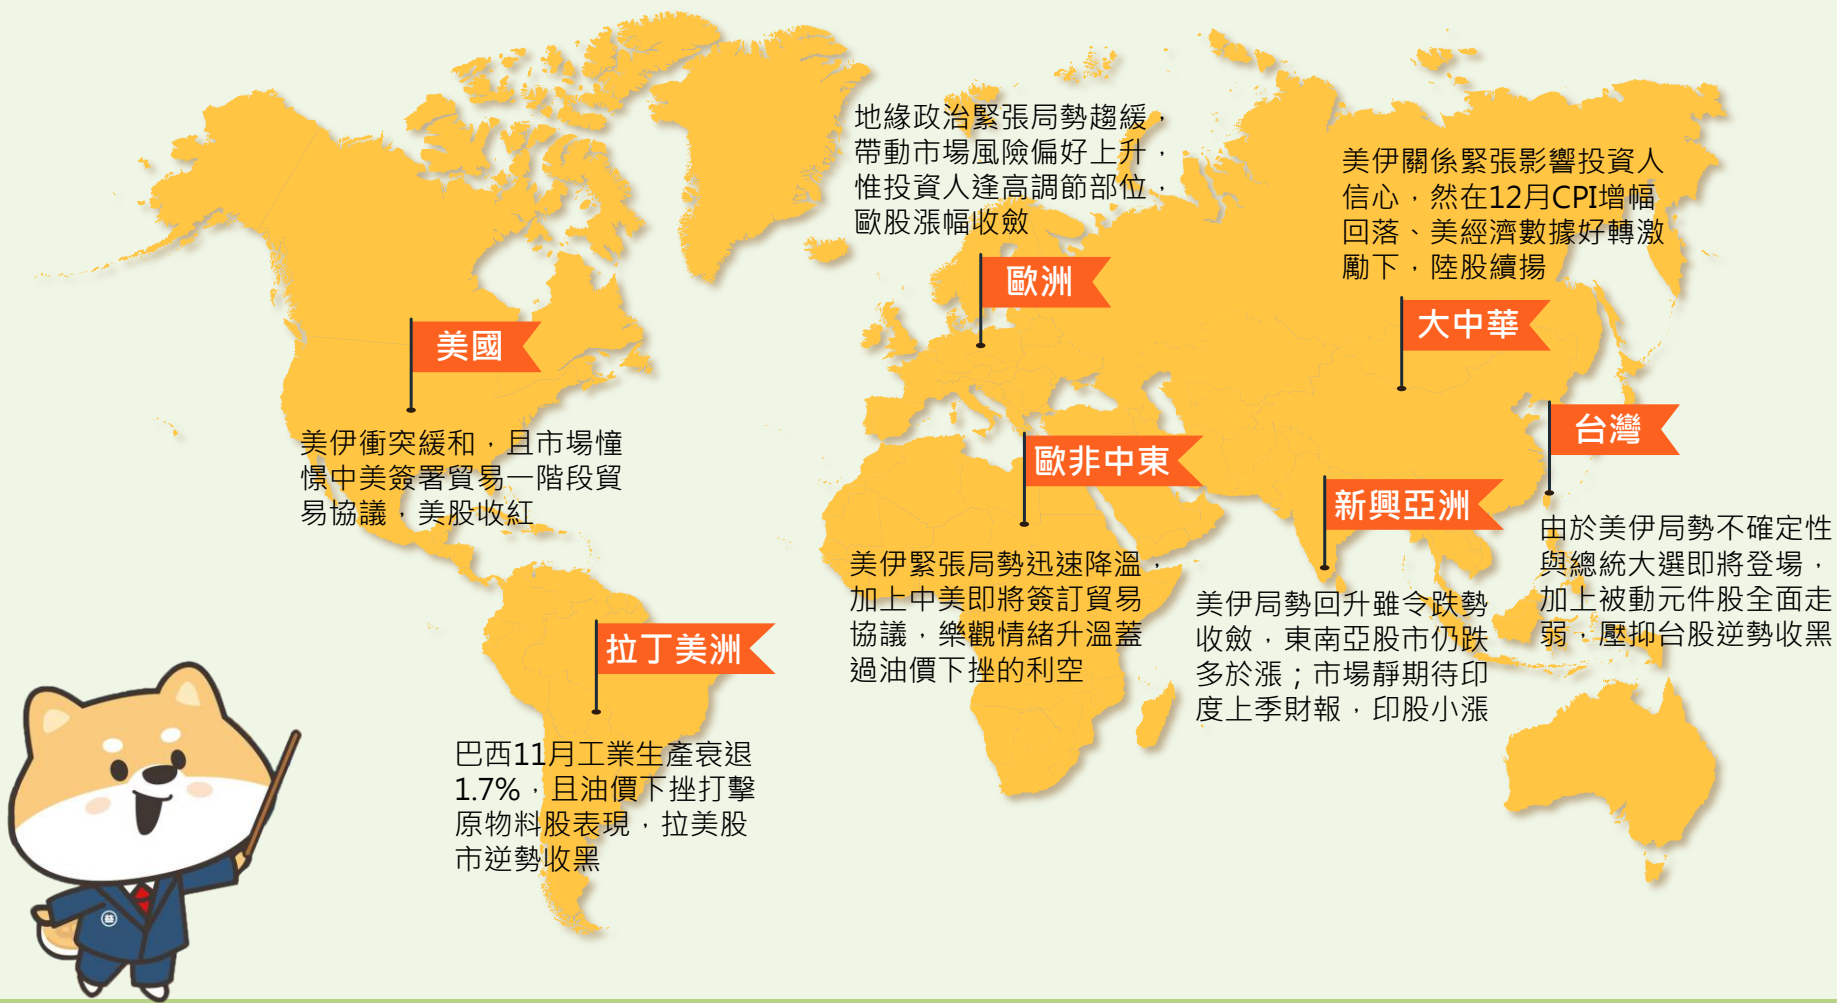 地緣政治緊張局勢趨緩，
帶動市場風險偏好上升，
惟投資人逢高調節部位，
歐股漲幅收斂
歐洲
美伊關係緊張影響投資人
信心，然在12月CPI增幅
回落、美經濟數據好轉激
勵下，陸股續揚
大中華
美國
美伊衝突緩和，且市場憧
憬中美簽署貿易一階段貿
易協議，美股收紅
台灣
由於美伊局勢不確定性
與總統大選即將登場，
加上被動元件股全面走
弱，壓抑台股逆勢收黑
歐非中東
美伊緊張局勢迅速降溫，
加上中美即將簽訂貿易
協議，樂觀情緒升溫蓋
過油價下挫的利空
新興亞洲
美伊局勢回升雖令跌勢
收斂，東南亞股市仍跌
多於漲；市場靜期待印
度上季財報，印股小漲
拉丁美洲
巴西11月工業生產衰退
1.7%，且油價下挫打擊
原物料股表現，拉美股
市逆勢收黑